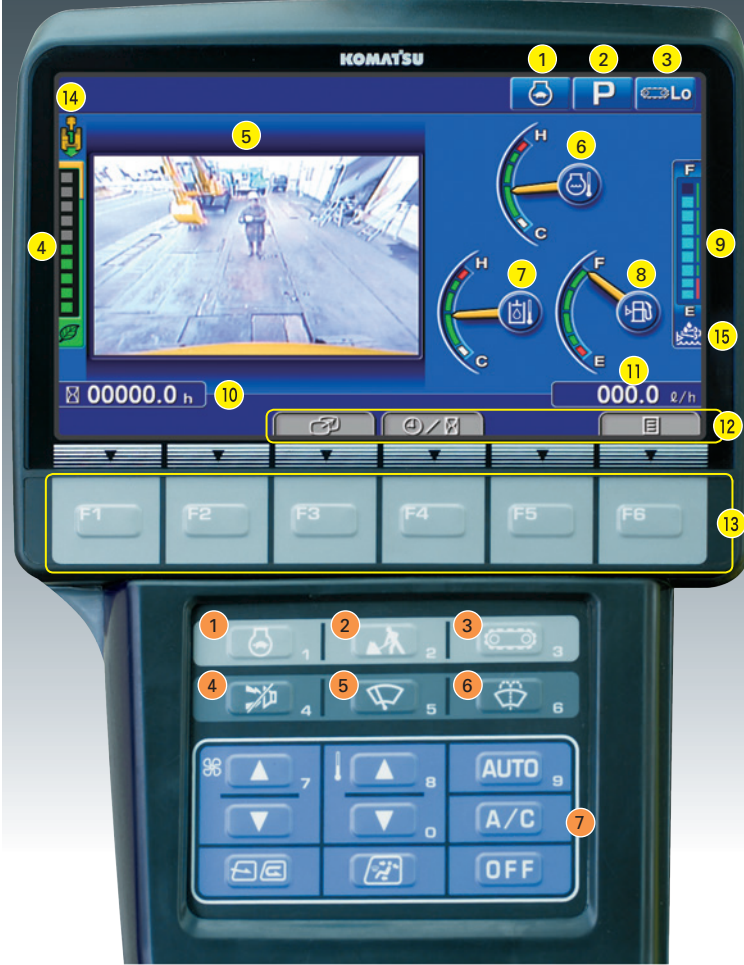 KOMATSU
1 2 3
P Lo
14
5
H
6
F
4
C
9
H
7
F
8
E
15
C
E
11
00000.0 h
10
000.0 ℓ/h
12
F1 F2 F3 F4 F5 F6
13
1 2 3
1 2 3
4 5 6
4 5 6
7 8 AUTO 9
0 A/C 7
OFF